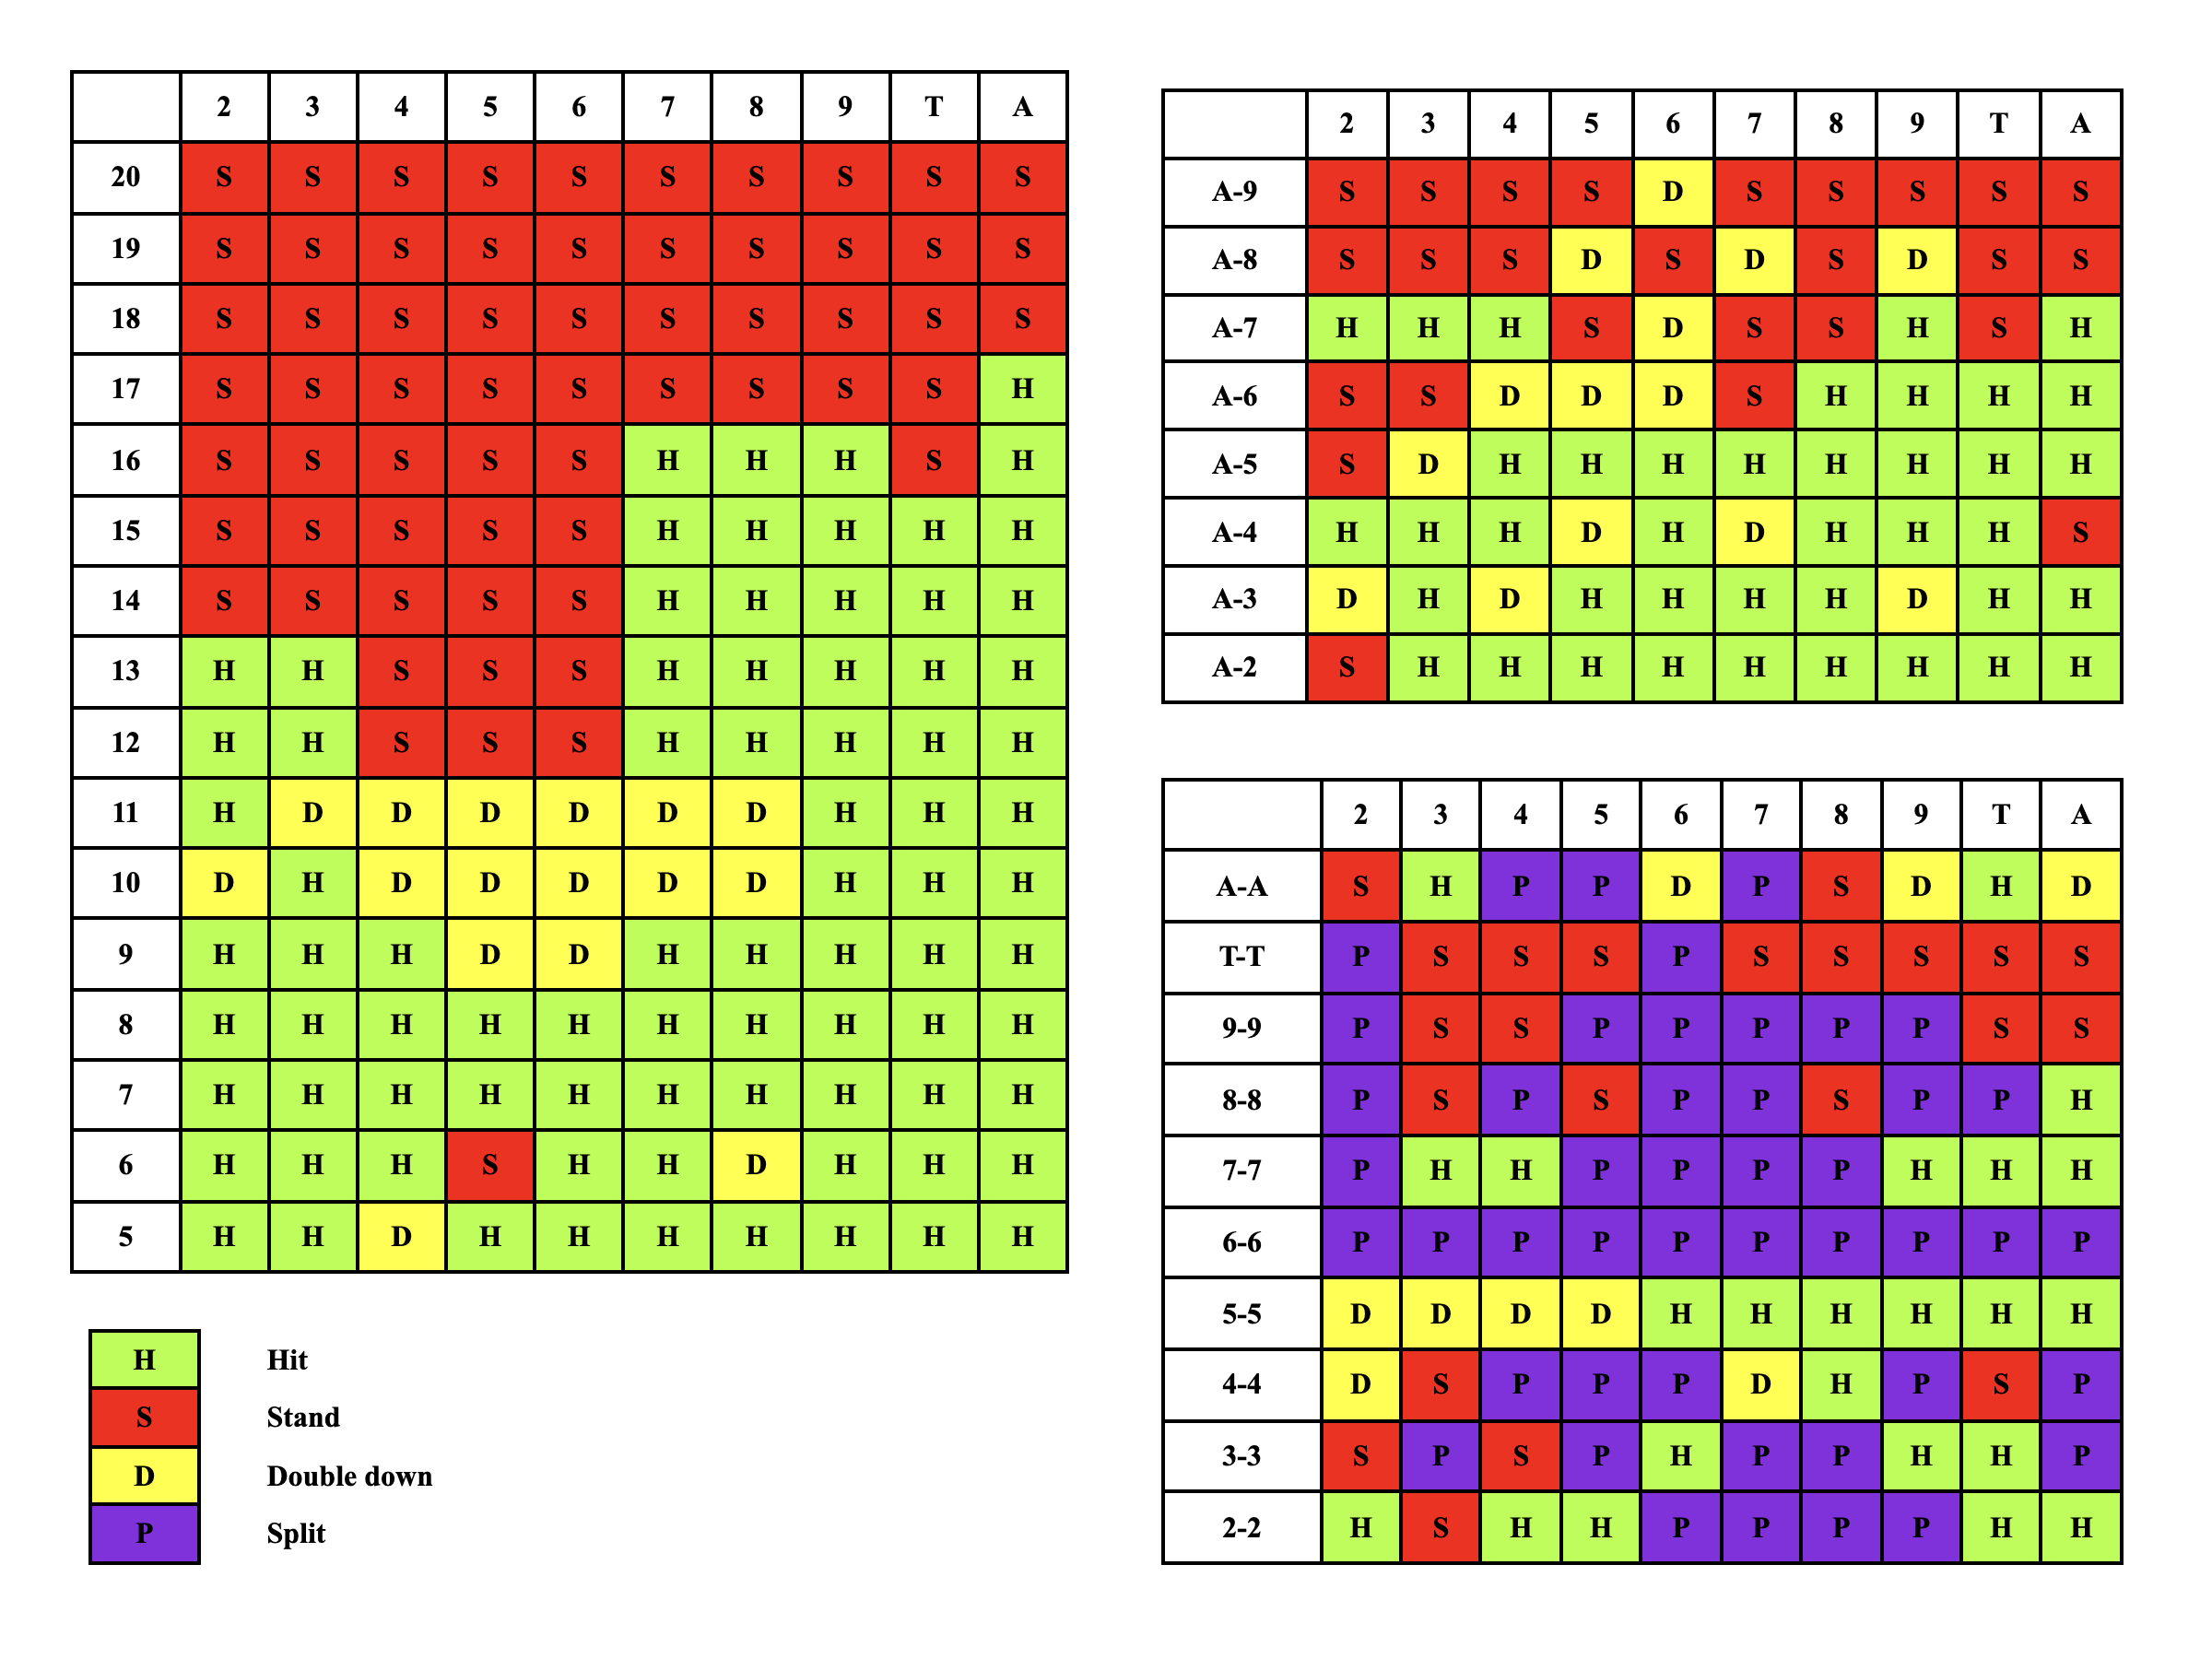 2 3 4 5 6 7 8 9 T A
20 S S S S S S S S S S
19 S S S S S S S S S S
18 S S S S S S S S S S
17 S S S S S S S S S H
16 S S S S S H H H S H
15 S S S S S H H H H H
14 S S S S S H H H H H
13 H H S S S H H H H H
12 H H S S S H H H H H
11 H D D D D D D H H H
10 D H D D D D D H H H
9 H H H D D H H H H H
8 H H H H H H H H H H
7 H H H H H H H H H H
6 H H H S H H D H H H
5 H H D H H H H H H H
H Hit
S Stand
D Double down
P Split
2 3 4 5 6 7 8 9 T A
A-9 S S S S D S S S S S
A-8 S S S D S D S D S S
A-7 H H H S D S S H S H
A-6 S S D D D S H H H H
A-5 S D H H H H H H H H
A-4 H H H D H D H H H S
A-3 D H D H H H H D H H
A-2 S H H H H H H H H H
2 3 4 5 6 7 8 9 T A
A-A S H P P D P S D H D
T-T P S S S P S S S S S
9-9 P S S P P P P P S S
8-8 P S P S P P S P P H
7-7 P H H P P P P H H H
6-6 P P P P P P P P P P
5-5 D D D D H H H H H H
4-4 D S P P P D H P S P
3-3 S P S P H P P H H P
2-2 H S H H P P P P H H